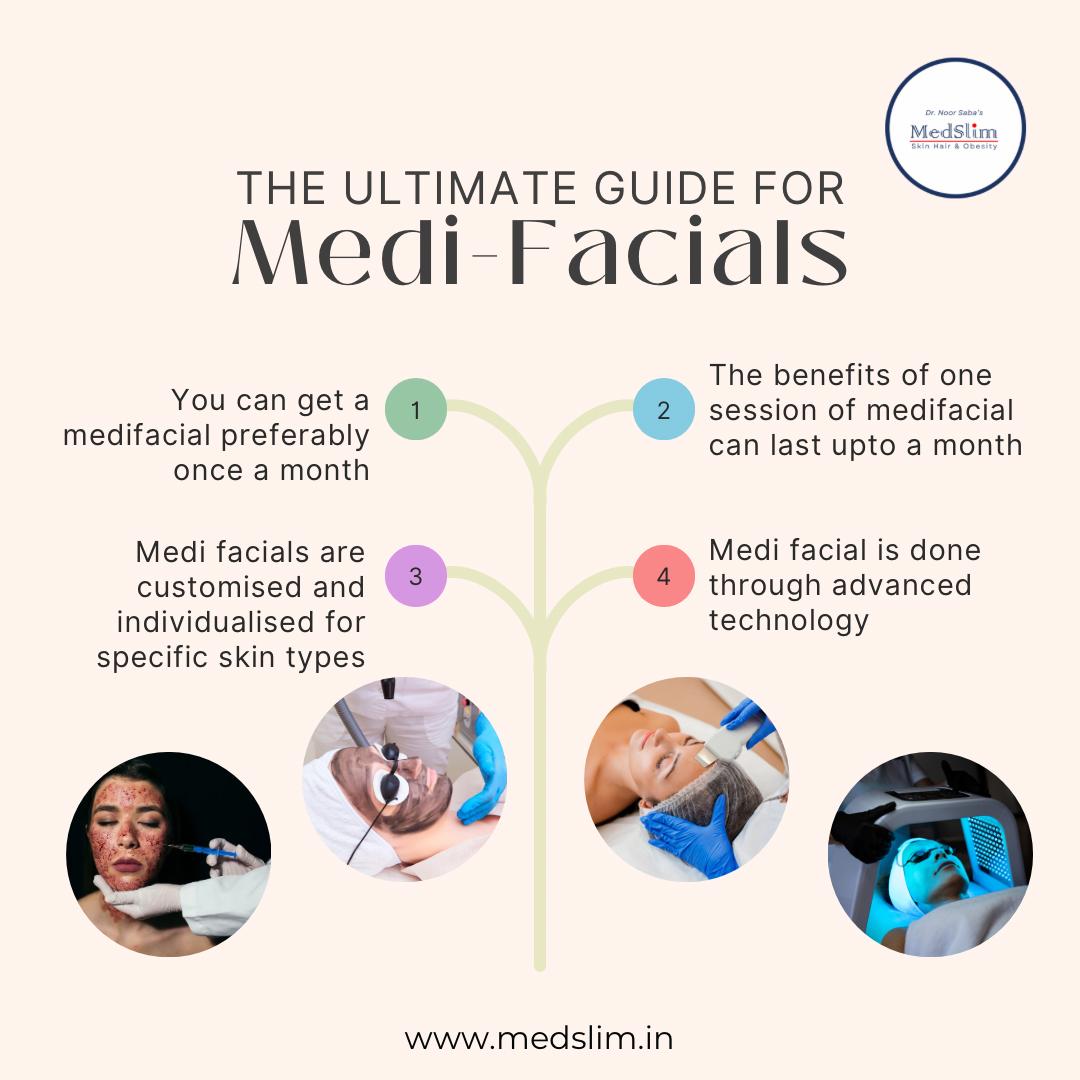 Dr. Noor Saba's
MedSlim
Skin Hair & Obesity
THE ULTIMATE GUIDE FOR
Medi-Facials
You can get a
medifacial preferably
once a month
1
2
The benefits of one
session of medifacial
can last upto a month
Medi facials are
customised and
individualised for
specific skin types
3
4
Medi facial is done
through advanced
technology
www.medslim.in